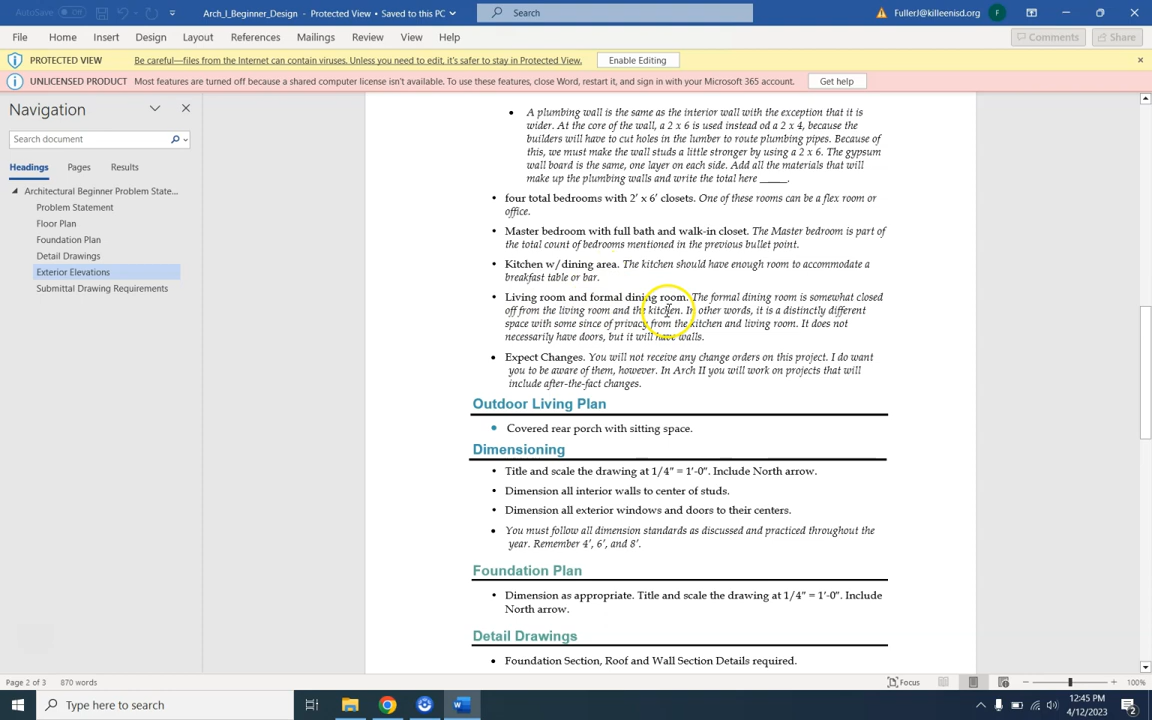 AutoSave Off Arch_I_Beginner_Design - Protected View • Saved to this PC Search FullerJ@killeenisd.org F
File Home Insert Design Layout References Mailings Review View Help Comments Share
PROTECTED VIEW Be careful—files from the Internet can contain viruses. Unless you need to edit, it's safer to stay in Protected View. Enable Editing
UNLICENSED PRODUCT Most features are turned off because a shared computer license isn't available. To use these features, close Word, restart it, and sign in with your Microsoft 365 account. Get help
Navigation
Search document
Headings Pages Results
Architectural Beginner Problem State...
Problem Statement
Floor Plan
Foundation Plan
Detail Drawings
Exterior Elevations
Submittal Drawing Requirements
• A plumbing wall is the same as the interior wall with the exception that it is
wider. At the core of the wall, a 2 x 6 is used instead od a 2 x 4, because the
builders will have to cut holes in the lumber to route plumbing pipes. Because of
this, we must make the wall studs a little stronger by using a 2 x 6. The gypsum
wall board is the same, one layer on each side. Add all the materials that will
make up the plumbing walls and write the total here _____.
• four total bedrooms with 2' x 6' closets. One of these rooms can be a flex room or
office.
• Master bedroom with full bath and walk-in closet. The Master bedroom is part of
the total count of bedrooms mentioned in the previous bullet point.
• Kitchen w/dining area. The kitchen should have enough room to accommodate a
breakfast table or bar.
• Living room and formal dining room. The formal dining room is somewhat closed
off from the living room and the kitchen. In other words, it is a distinctly different
space with some since of privacy from the kitchen and living room. It does not
necessarily have doors, but it will have walls.
• Expect Changes. You will not receive any change orders on this project. I do want
you to be aware of them, however. In Arch II you will work on projects that will
include after-the-fact changes.
Outdoor Living Plan
• Covered rear porch with sitting space.
Dimensioning
• Title and scale the drawing at 1/4" = 1'-0". Include North arrow.
• Dimension all interior walls to center of studs.
• Dimension all exterior windows and doors to their centers.
• You must follow all dimension standards as discussed and practiced throughout the
year. Remember 4', 6', and 8'.
Foundation Plan
• Dimension as appropriate. Title and scale the drawing at 1/4" = 1'-0". Include
North arrow.
Detail Drawings
• Foundation Section, Roof and Wall Section Details required.
Page 2 of 3 870 words Focus 100%
Type here to search 12:45 PM
4/12/2023 2